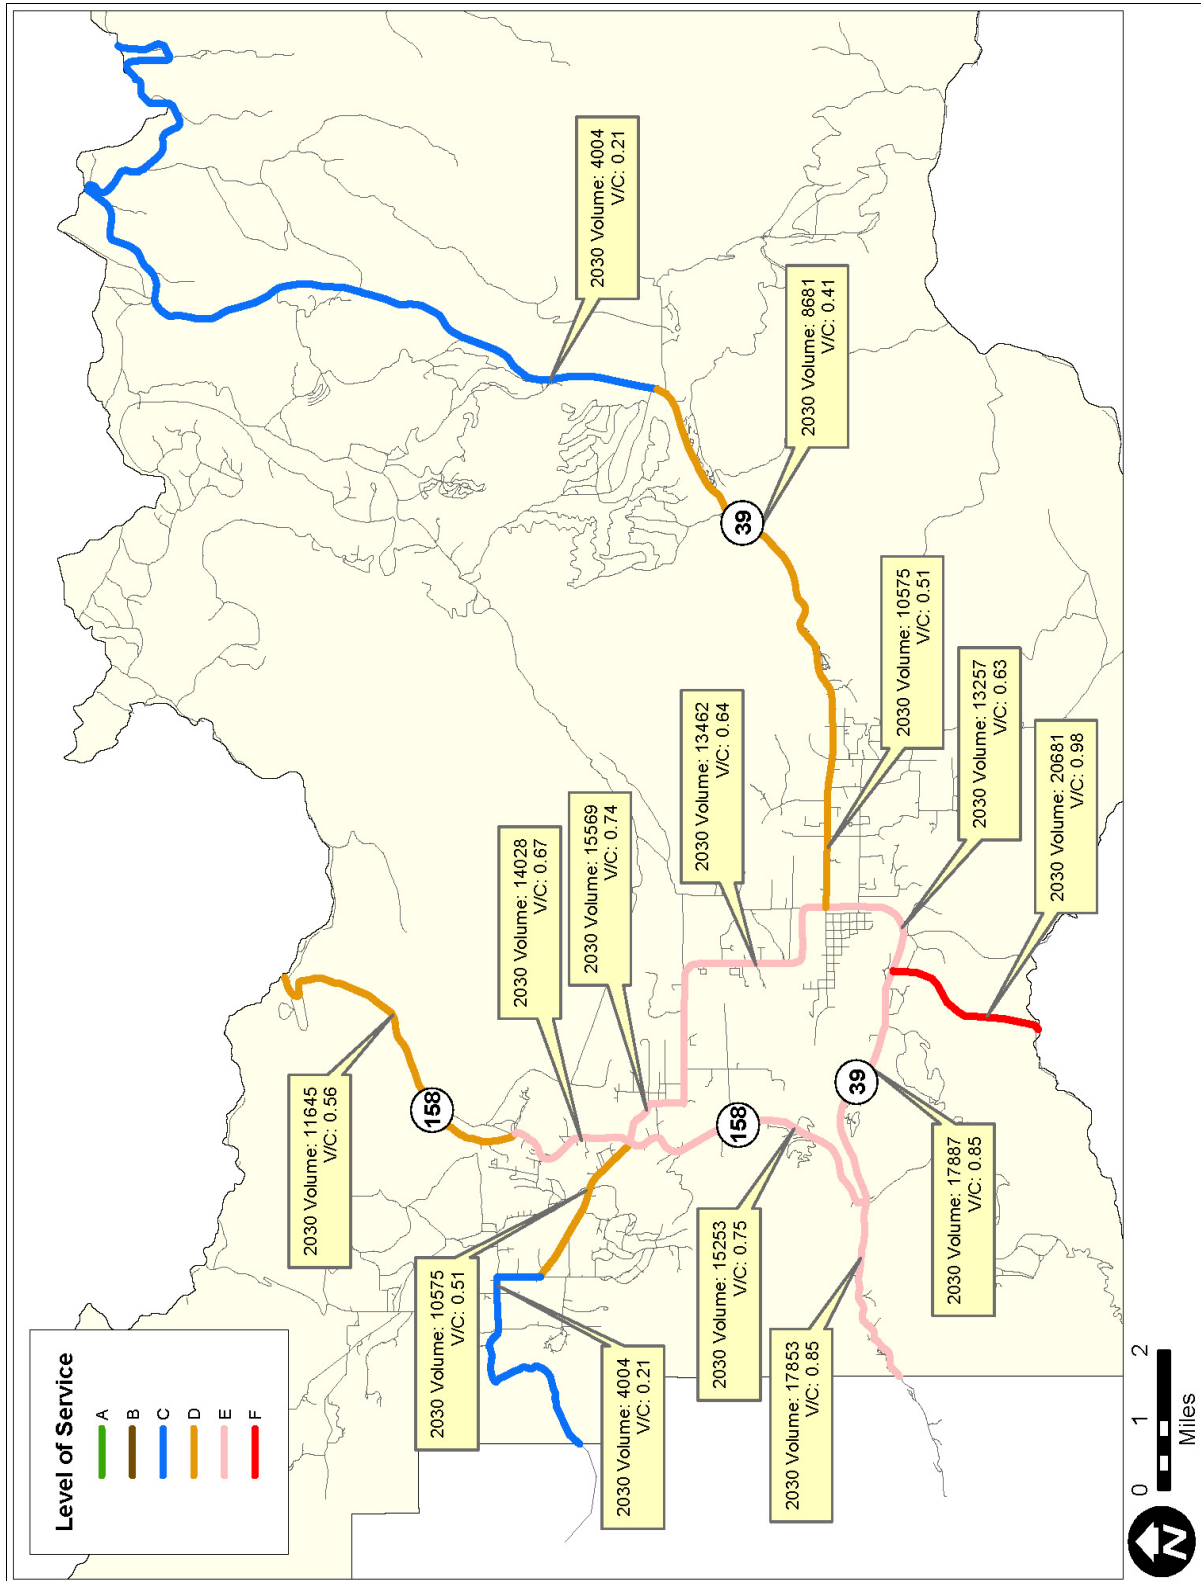 Level of Service
A
B
C
D
E
F
2030 Volume: 11645
V/C: 0.56
158
2030 Volume: 10575
V/C: 0.51
2030 Volume: 14028
V/C: 0.67
2030 Volume: 15569
V/C: 0.74
2030 Volume: 4004
V/C: 0.21
2030 Volume: 4004
V/C: 0.21
2030 Volume: 13462
V/C: 0.64
2030 Volume: 15253
V/C: 0.75
158
39
2030 Volume: 8681
V/C: 0.41
2030 Volume: 17853
V/C: 0.85
39
2030 Volume: 10575
V/C: 0.51
2030 Volume: 17887
V/C: 0.85
2030 Volume: 13257
V/C: 0.63
2030 Volume: 20681
V/C: 0.98
N
0 1 2
Miles